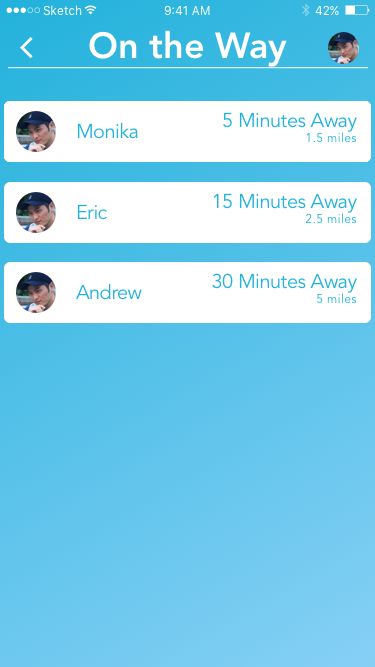 Sketch 9:41 AM 42%
On the Way
Monika
5 Minutes Away
1.5 miles
Eric
15 Minutes Away
2.5 miles
Andrew
30 Minutes Away
5 miles